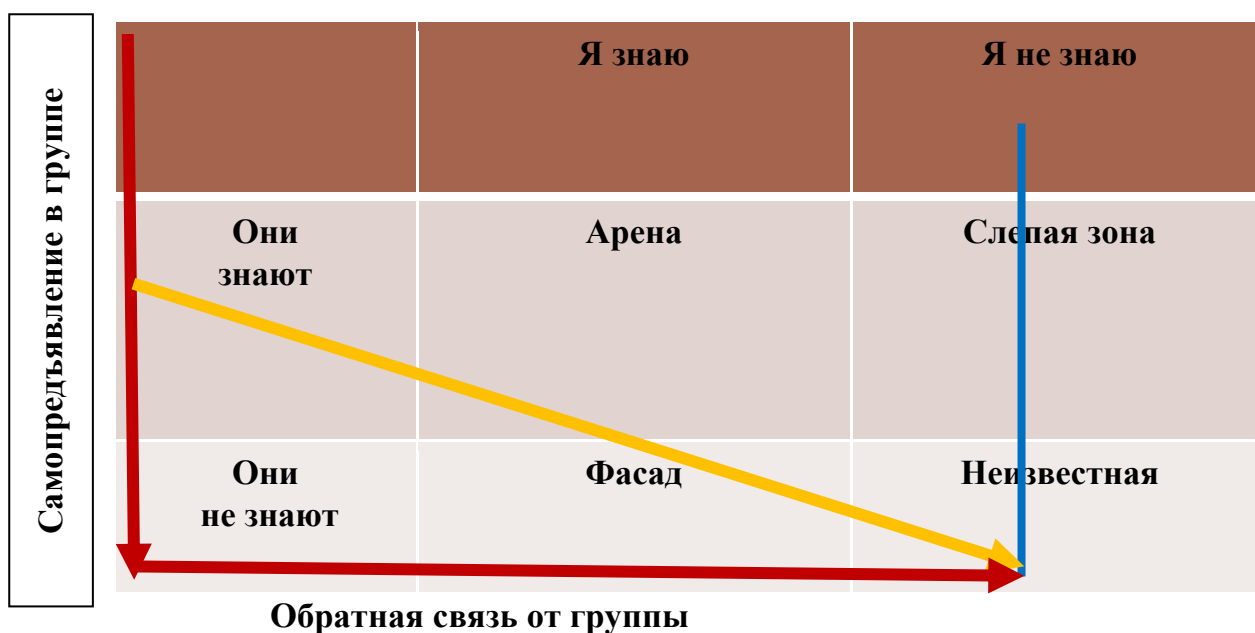 Самопредъявление в группе
Я знаю
Я не знаю
Они
знают
Арена
Слепая зона
Они
не знают
Фасад
Неизвестная
Обратная связь от группы